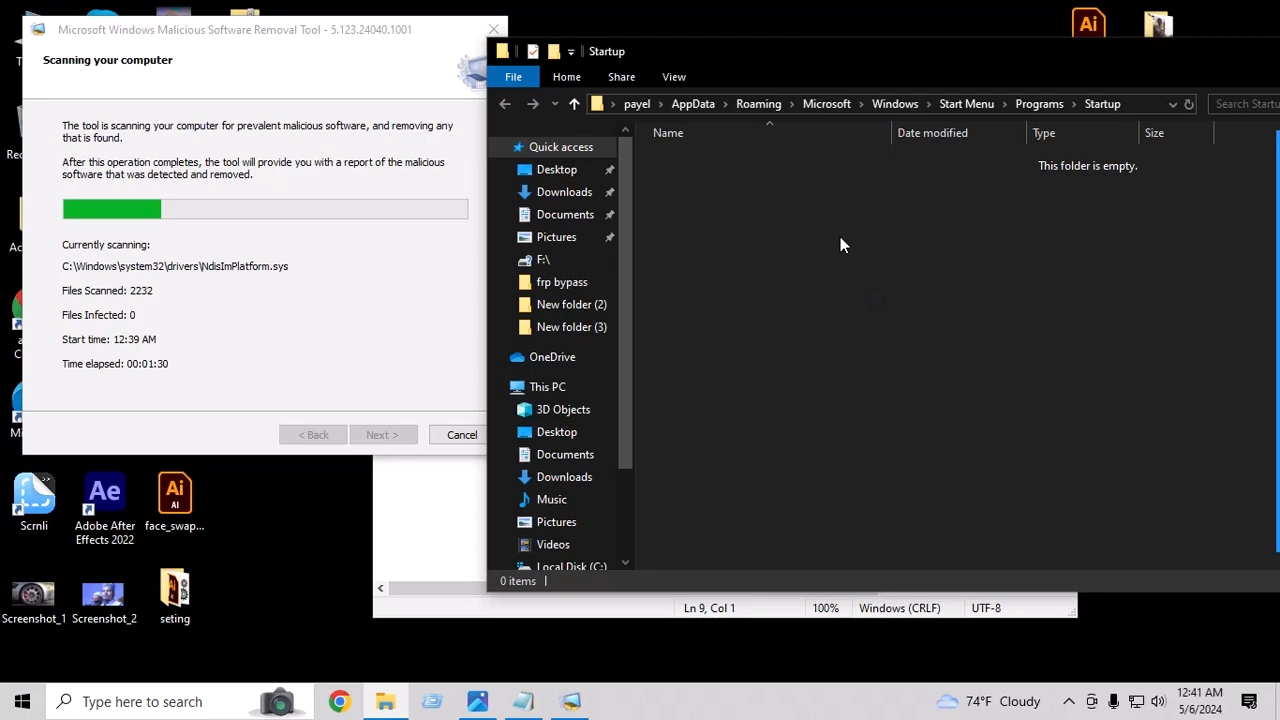 Microsoft Windows Malicious Software Removal Tool - 5.123.24040.1001
Scanning your computer
The tool is scanning your computer for prevalent malicious software, and removing any
that is found.
After this operation completes, the tool will provide you with a report of the malicious
software that was detected and removed.
Currently scanning:
C:\Windows\system32\drivers\NdisImPlatform.sys
Files Scanned: 2232
Files Infected: 0
Start time: 12:39 AM
Time elapsed: 00:01:30
< Back
Next >
Cancel
Startup
File
Home
Share
View
payel > AppData > Roaming > Microsoft > Windows > Start Menu > Programs > Startup
Search Startu
Name
Date modified
Type
Size
This folder is empty.
Quick access
Desktop
Downloads
Documents
Pictures
F:\
frp bypass
New folder (2)
New folder (3)
OneDrive
This PC
3D Objects
Desktop
Documents
Downloads
Music
Pictures
Videos
Local Disk (C:)
0 items
Ln 9, Col 1
100%
Windows (CRLF)
UTF-8
Ai
Scrnli
Ae
Adobe After
Effects 2022
Ai
AI
face_swap...
Screenshot_1
Screenshot_2
seting
Type here to search
74°F Cloudy
12:41 AM
5/6/2024